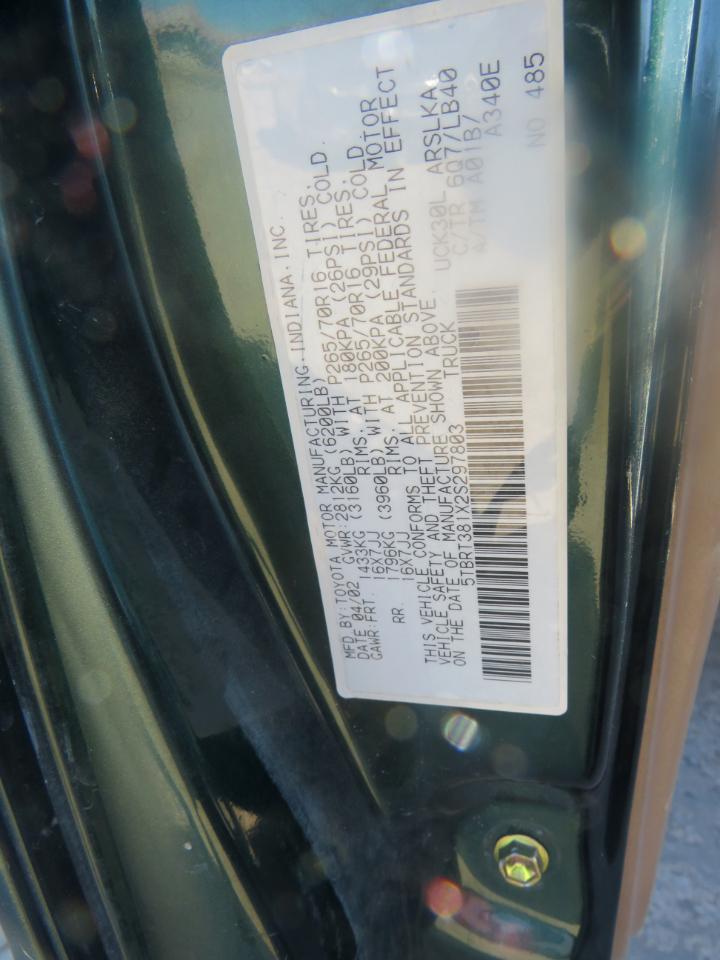 MFD BY:TOYOTA MOTOR MANUFACTURING,INDIANA,INC.
DATE 04/02 GVWR:2812KG (6200LB)
GAWR:FRT. 1433KG (3160LB) WITH P265/70R16 TIRES,
16X7JJ RIMS, AT 180KPA (26PSI) COLD.
RR 1796KG (3960LB) WITH P265/70R16 TIRES,
16X7JJ RIMS, AT 200KPA (29PSI) COLD
THIS VEHICLE CONFORMS TO ALL APPLICABLE FEDERAL MOTOR
VEHICLE SAFETY AND THEFT PREVENTION STANDARDS IN EFFECT
ON THE DATE OF MANUFACTURE SHOWN ABOVE.
5TBRT381X2S297803 TRUCK
UCK30L ARSLKA
C/TR 6Q7/LB40
A/TM A01B/
A340E
NO 485